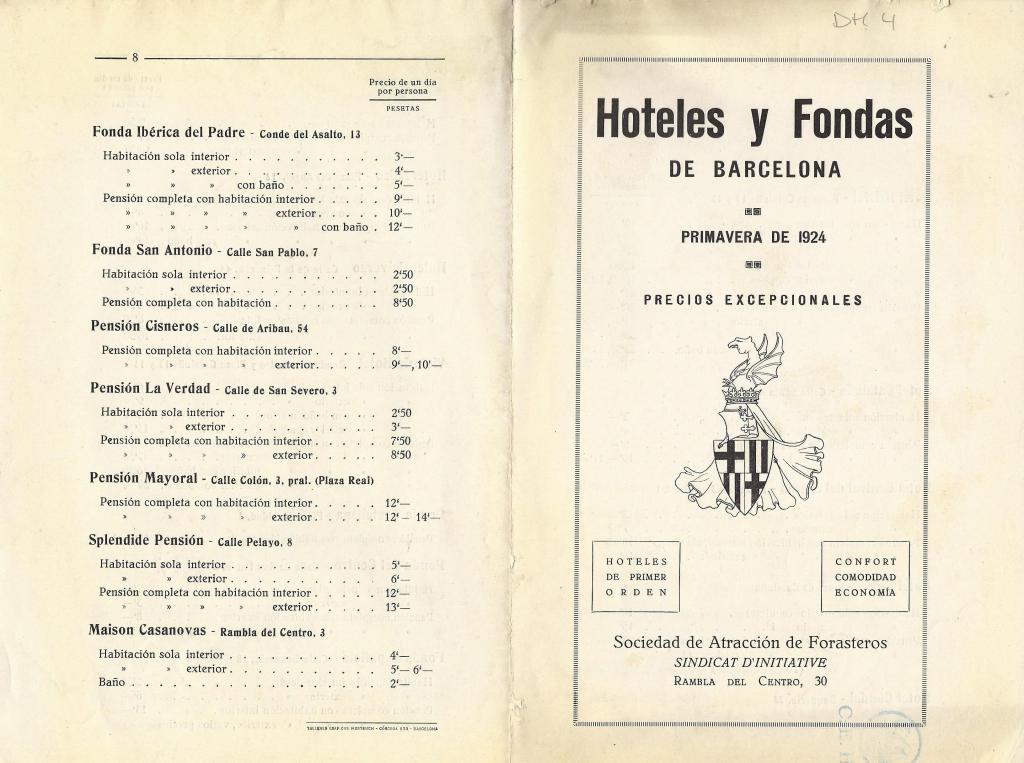 8
Precio de un día
por persona
PESETAS
Fonda Ibérica del Padre - Conde del Asalto, 13
Habitación sola interior . . . . . . . . . . . 3'—
» » exterior . . . . . . . . . . . 4'—
» » » con baño . . . . . . . 5'—
Pensión completa con habitación interior . . . . . 9'—
» » » » exterior . . . . . 10'—
» » » » » con baño . 12'—
Fonda San Antonio - Calle San Pablo, 7
Habitación sola interior . . . . . . . . . . . 2'50
» » exterior . . . . . . . . . . . 2'50
Pensión completa con habitación . . . . . . . . 8'50
Pensión Cisneros - Calle de Aribau, 54
Pensión completa con habitación interior . . . . . 8'—
» » » » exterior . . . . . 9'—, 10'—
Pensión La Verdad - Calle de San Severo, 3
Habitación sola interior . . . . . . . . . . . 2'50
» » exterior . . . . . . . . . . . 3'—
Pensión completa con habitación interior . . . . . 7'50
» » » » exterior . . . . . 8'50
Pensión Mayoral - Calle Colón, 3, pral. (Plaza Real)
Pensión completa con habitación interior . . . . . 12'—
» » » » exterior . . . . . 12'— 14'—
Splendide Pensión - Calle Pelayo, 8
Habitación sola interior . . . . . . . . . . . 5'—
» » exterior . . . . . . . . . . . 6'—
Pensión completa con habitación interior . . . . . 12'—
» » » » exterior . . . . . 13'—
Maison Casanovas - Rambla del Centro, 3
Habitación sola interior . . . . . . . . . . . 4'—
» » exterior . . . . . . . . . . . 5'— 6'—
Baño . . . . . . . . . . . . . . . . . . . 2'—
DH 4
Hoteles y Fondas
DE BARCELONA
PRIMAVERA DE 1924
PRECIOS EXCEPCIONALES
HOTELES
DE PRIMER
ORDEN
CONFORT
COMODIDAD
ECONOMÍA
Sociedad de Atracción de Forasteros
SINDICAT D'INITIATIVE
RAMBLA DEL CENTRO, 30